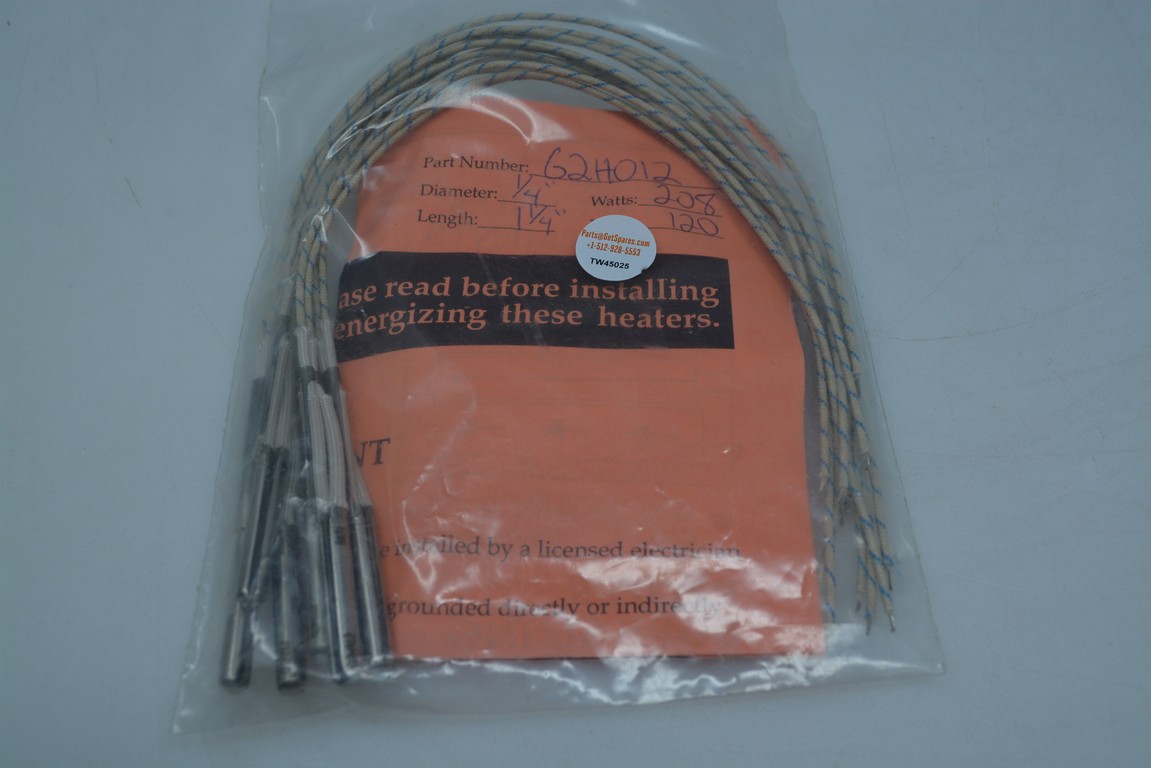 Part Number: G2H012
Diameter: 1/4" Watts: 208
Length: 1 1/4" 120
Parts@GetSpares.com
+1-512-928-5553
TW45025
ase read before installing
energizing these heaters.
NT
e installed by a licensed electrician
grounded directly or indirectly